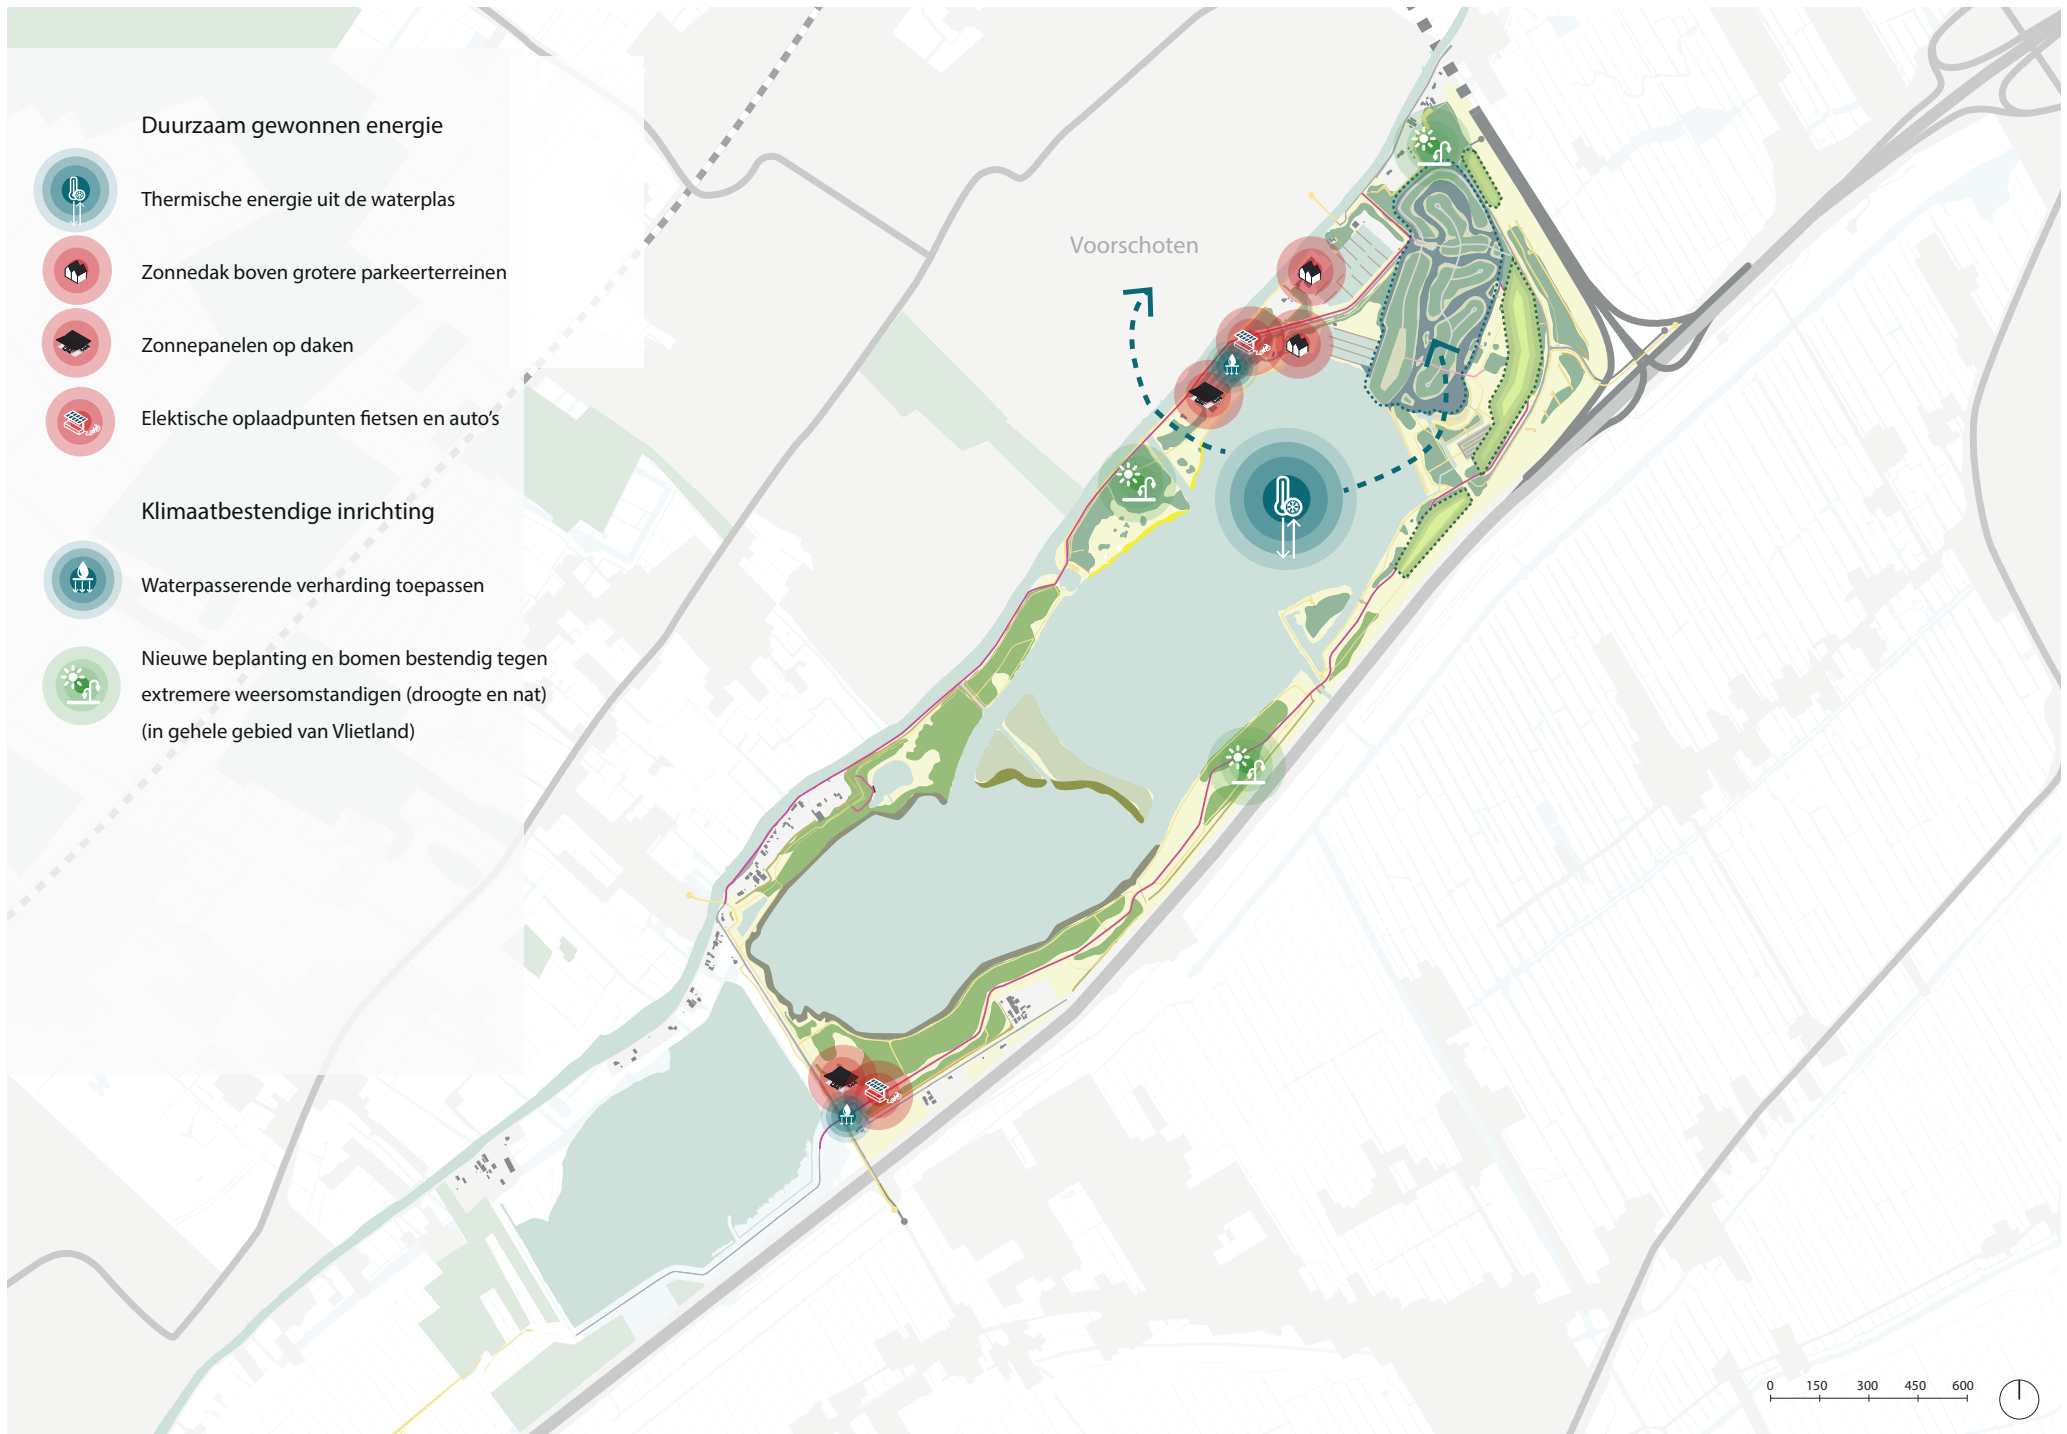 Duurzaam gewonnen energie
Thermische energie uit de waterplas
Zonnedak boven grotere parkeerterreinen
Zonnepanelen op daken
Elektische oplaadpunten fietsen en auto's
Klimaatbestendige inrichting
Waterpasserende verharding toepassen
Nieuwe beplanting en bomen bestendig tegen
extremere weersomstandigen (droogte en nat)
(in gehele gebied van Vlietland)
Voorschoten
0 150 300 450 600